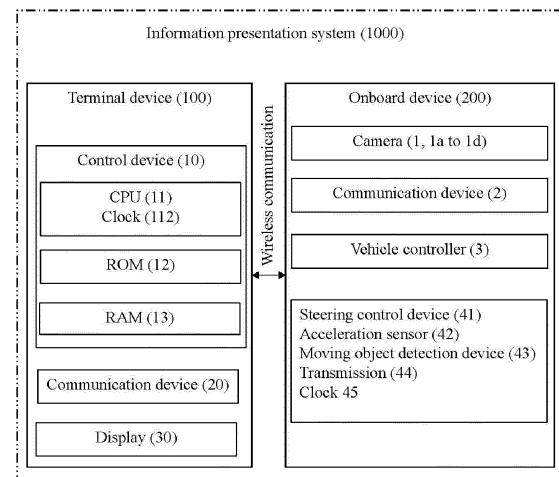 Information presentation system (1000)
Terminal device (100)
Control device (10)
CPU (11)
Clock (112)
ROM (12)
RAM (13)
Communication device (20)
Display (30)
Wireless communication
Onboard device (200)
Camera (1, 1a to 1d)
Communication device (2)
Vehicle controller (3)
Steering control device (41)
Acceleration sensor (42)
Moving object detection device (43)
Transmission (44)
Clock 45